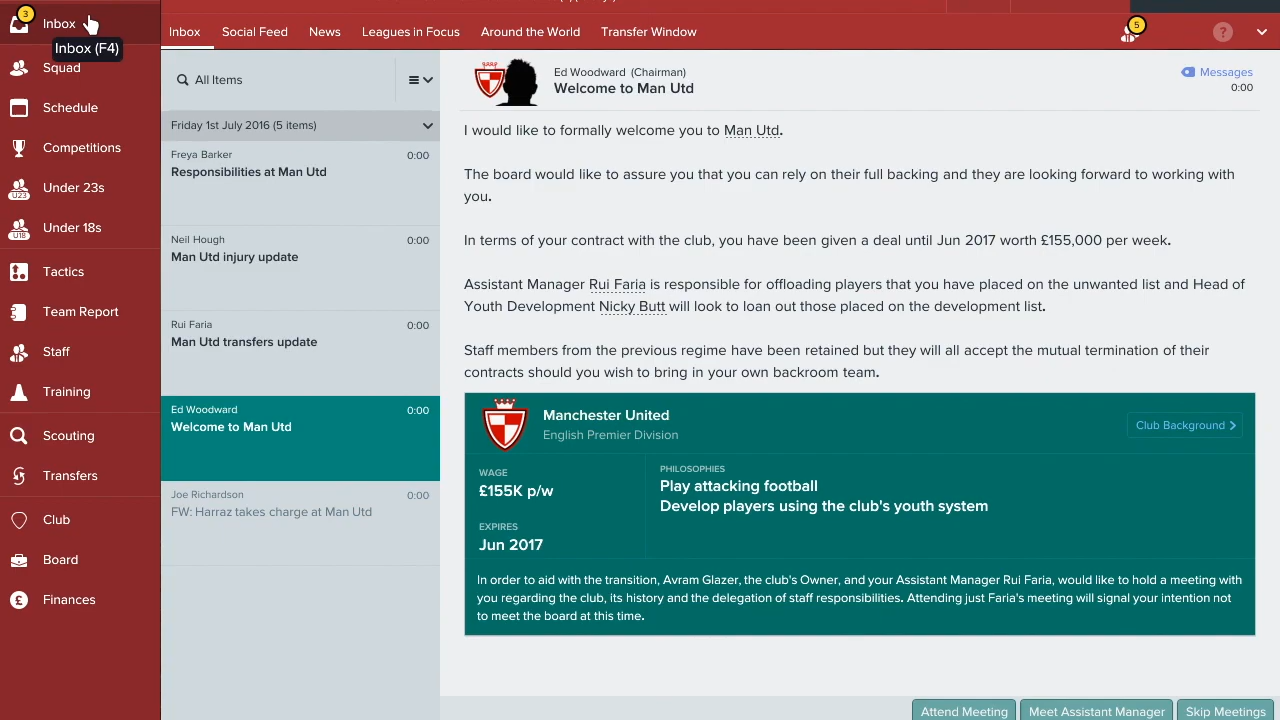 3
Inbox
Inbox (F4)
Squad
Schedule
Competitions
U23
Under 23s
U18
Under 18s
Tactics
Team Report
Staff
Training
Scouting
Transfers
Club
Board
£
Finances
Inbox
Social Feed
News
Leagues in Focus
Around the World
Transfer Window
5
?
All Items
Friday 1st July 2016 (5 items)
Freya Barker 0:00
Responsibilities at Man Utd
Neil Hough 0:00
Man Utd injury update
Rui Faria 0:00
Man Utd transfers update
Ed Woodward 0:00
Welcome to Man Utd
Joe Richardson 0:00
FW: Harraz takes charge at Man Utd
Ed Woodward (Chairman)
Welcome to Man Utd
Messages
0:00
I would like to formally welcome you to Man Utd.
The board would like to assure you that you can rely on their full backing and they are looking forward to working with
you.
In terms of your contract with the club, you have been given a deal until Jun 2017 worth £155,000 per week.
Assistant Manager Rui Faria is responsible for offloading players that you have placed on the unwanted list and Head of
Youth Development Nicky Butt will look to loan out those placed on the development list.
Staff members from the previous regime have been retained but they will all accept the mutual termination of their
contracts should you wish to bring in your own backroom team.
Manchester United
English Premier Division
Club Background
WAGE
£155K p/w
EXPIRES
Jun 2017
PHILOSOPHIES
Play attacking football
Develop players using the club's youth system
In order to aid with the transition, Avram Glazer, the club's Owner, and your Assistant Manager Rui Faria, would like to hold a meeting with
you regarding the club, its history and the delegation of staff responsibilities. Attending just Faria's meeting will signal your intention not
to meet the board at this time.
Attend Meeting
Meet Assistant Manager
Skip Meetings